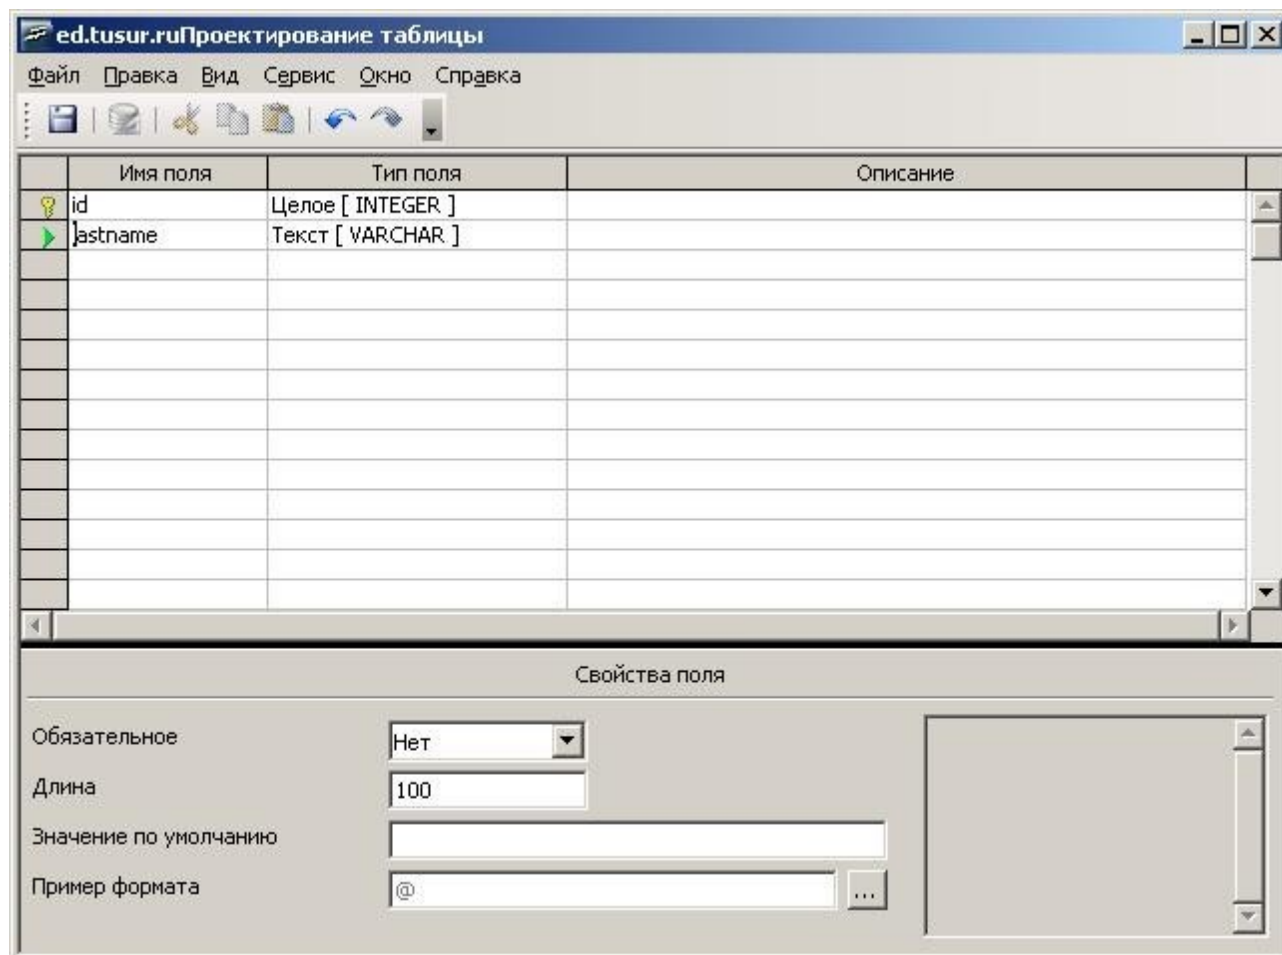 ed.tusur.ruПроектирование таблицы
Файл Правка Вид Сервис Окно Справка
Имя поля Тип поля Описание
id Целое [ INTEGER ]
lastname Текст [ VARCHAR ]
Свойства поля
Обязательное Нет
Длина 100
Значение по умолчанию
Пример формата @ ...